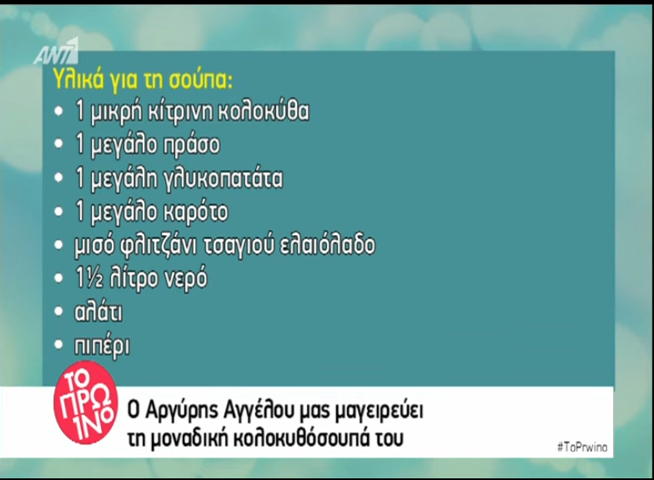 ANT1
Υλικά για τη σούπα:
• 1 μικρή κίτρινη κολοκύθα
• 1 μεγάλο πράσο
• 1 μεγάλη γλυκοπατάτα
• 1 μεγάλο καρότο
• μισό φλιτζάνι τσαγιού ελαιόλαδο
• 1½ λίτρο νερό
• αλάτι
• πιπέρι
ΤΟ
ΠΡΩ
ΙΝΟ
Ο Αργύρης Αγγέλου μας μαγειρεύει
τη μοναδική κολοκυθόσουπά του
#ToPrwino